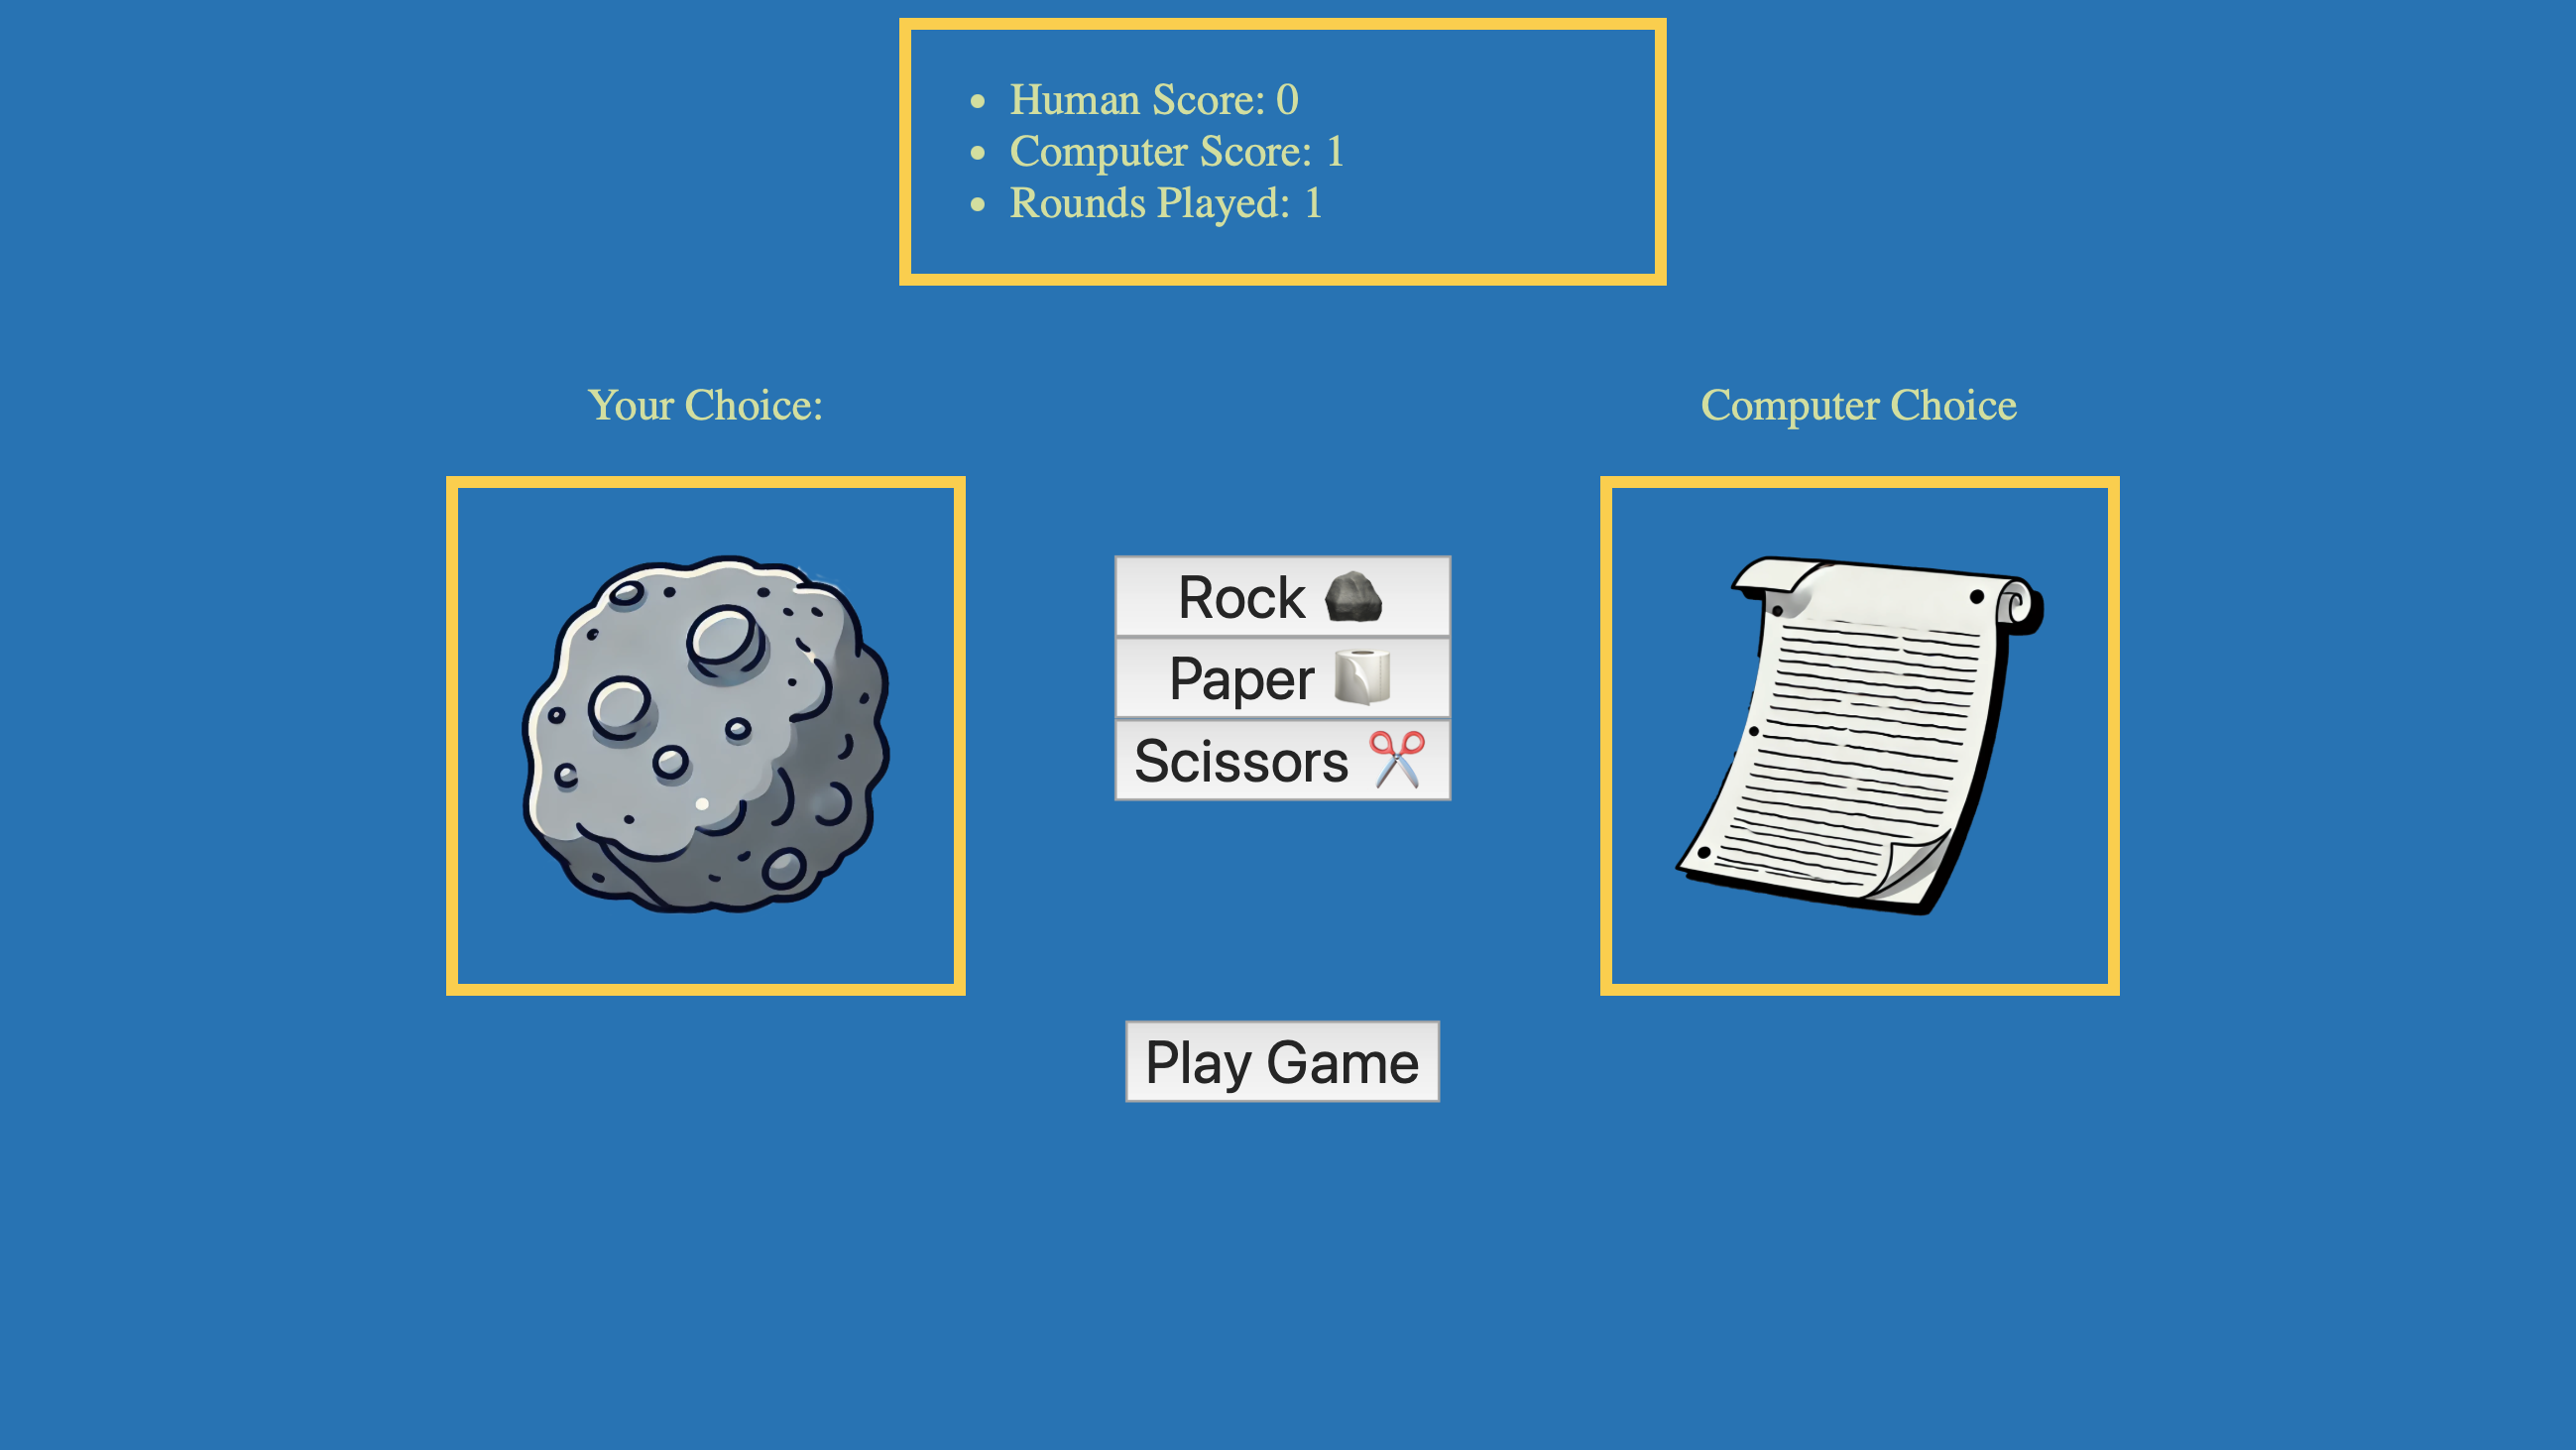 Human Score: 0
Computer Score: 1
Rounds Played: 1
Your Choice:
Computer Choice
Rock
Paper
Scissors
Play Game